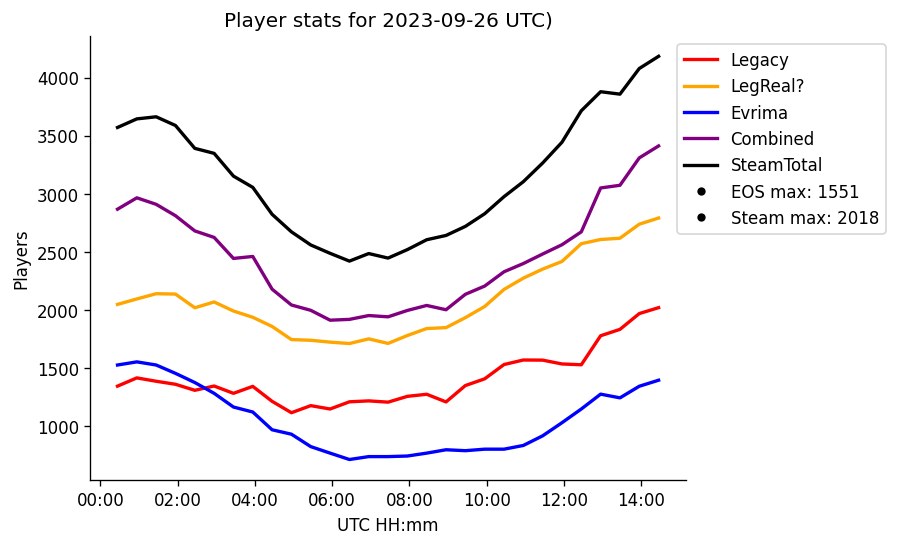 Player stats for 2023-09-26 UTC)
Legacy
LegReal?
Evrima
Combined
SteamTotal
EOS max: 1551
Steam max: 2018
Players
4000
3500
3000
2500
2000
1500
1000
00:00 02:00 04:00 06:00 08:00 10:00 12:00 14:00
UTC HH:mm